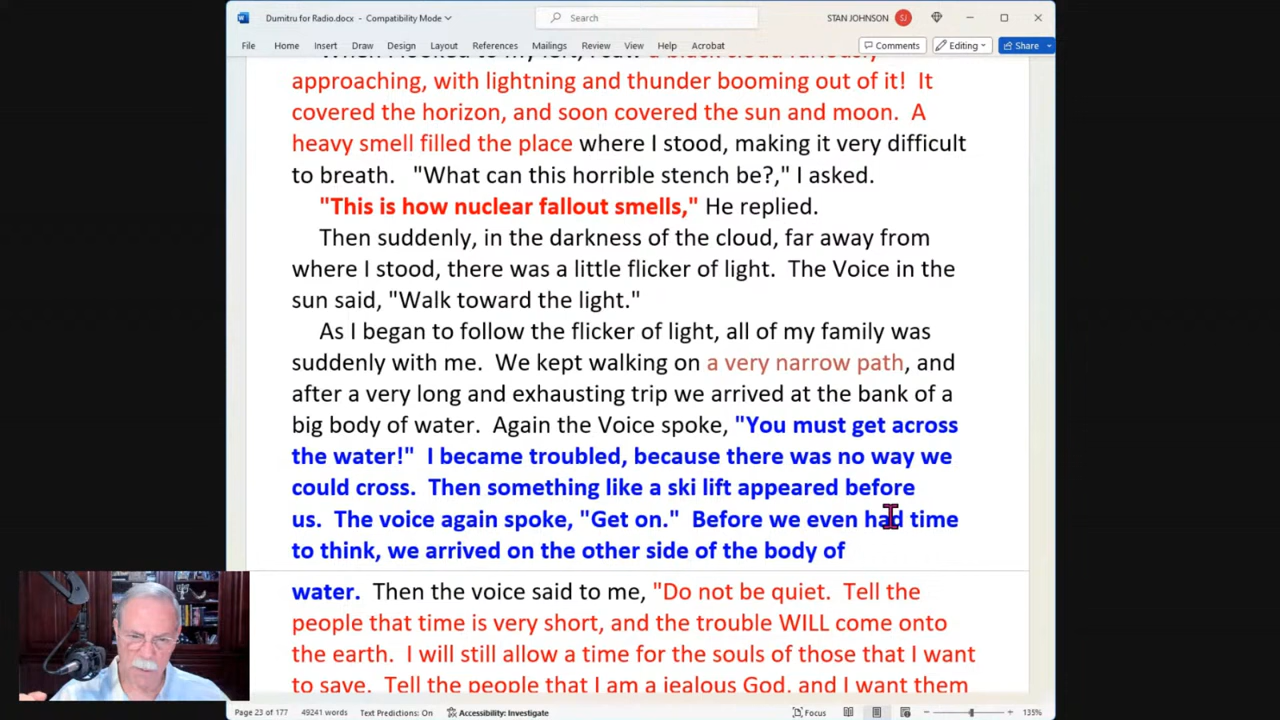 Dumitru for Radio.docx - Compatibility Mode
Search
STAN JOHNSON
SJ
File Home Insert Draw Design Layout References Mailings Review View Help Acrobat
Comments
Editing
Share
approaching, with lightning and thunder booming out of it!  It
covered the horizon, and soon covered the sun and moon.  A
heavy smell filled the place where I stood, making it very difficult
to breath.   "What can this horrible stench be?," I asked.
"This is how nuclear fallout smells," He replied.
Then suddenly, in the darkness of the cloud, far away from
where I stood, there was a little flicker of light.  The Voice in the
sun said, "Walk toward the light."
As I began to follow the flicker of light, all of my family was
suddenly with me.  We kept walking on a very narrow path, and
after a very long and exhausting trip we arrived at the bank of a
big body of water.  Again the Voice spoke, "You must get across
the water!"  I became troubled, because there was no way we
could cross.  Then something like a ski lift appeared before
us.  The voice again spoke, "Get on."  Before we even had time
to think, we arrived on the other side of the body of
water.  Then the voice said to me, "Do not be quiet.  Tell the
people that time is very short, and the trouble WILL come onto
the earth.  I will still allow a time for the souls of those that I want
to save.  Tell the people that I am a jealous God, and I want them
Page 23 of 177
49241 words
Text Predictions: On
Accessibility: Investigate
Focus
135%